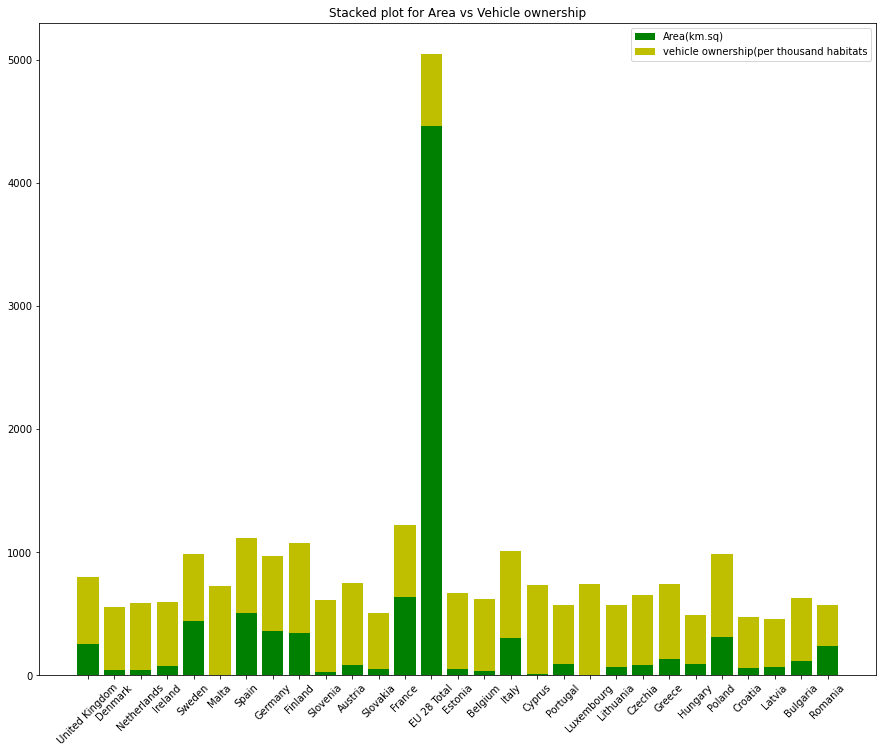 Stacked plot for Area vs Vehicle ownership
Area(km.sq)
vehicle ownership(per thousand habitats
5000
4000
3000
2000
1000
0
United Kingdom
Denmark
Netherlands
Ireland
Sweden
Malta
Spain
Germany
Finland
Slovenia
Austria
Slovakia
France
EU 28 Total
Estonia
Belgium
Italy
Cyprus
Portugal
Luxembourg
Lithuania
Czechia
Greece
Hungary
Poland
Croatia
Latvia
Bulgaria
Romania